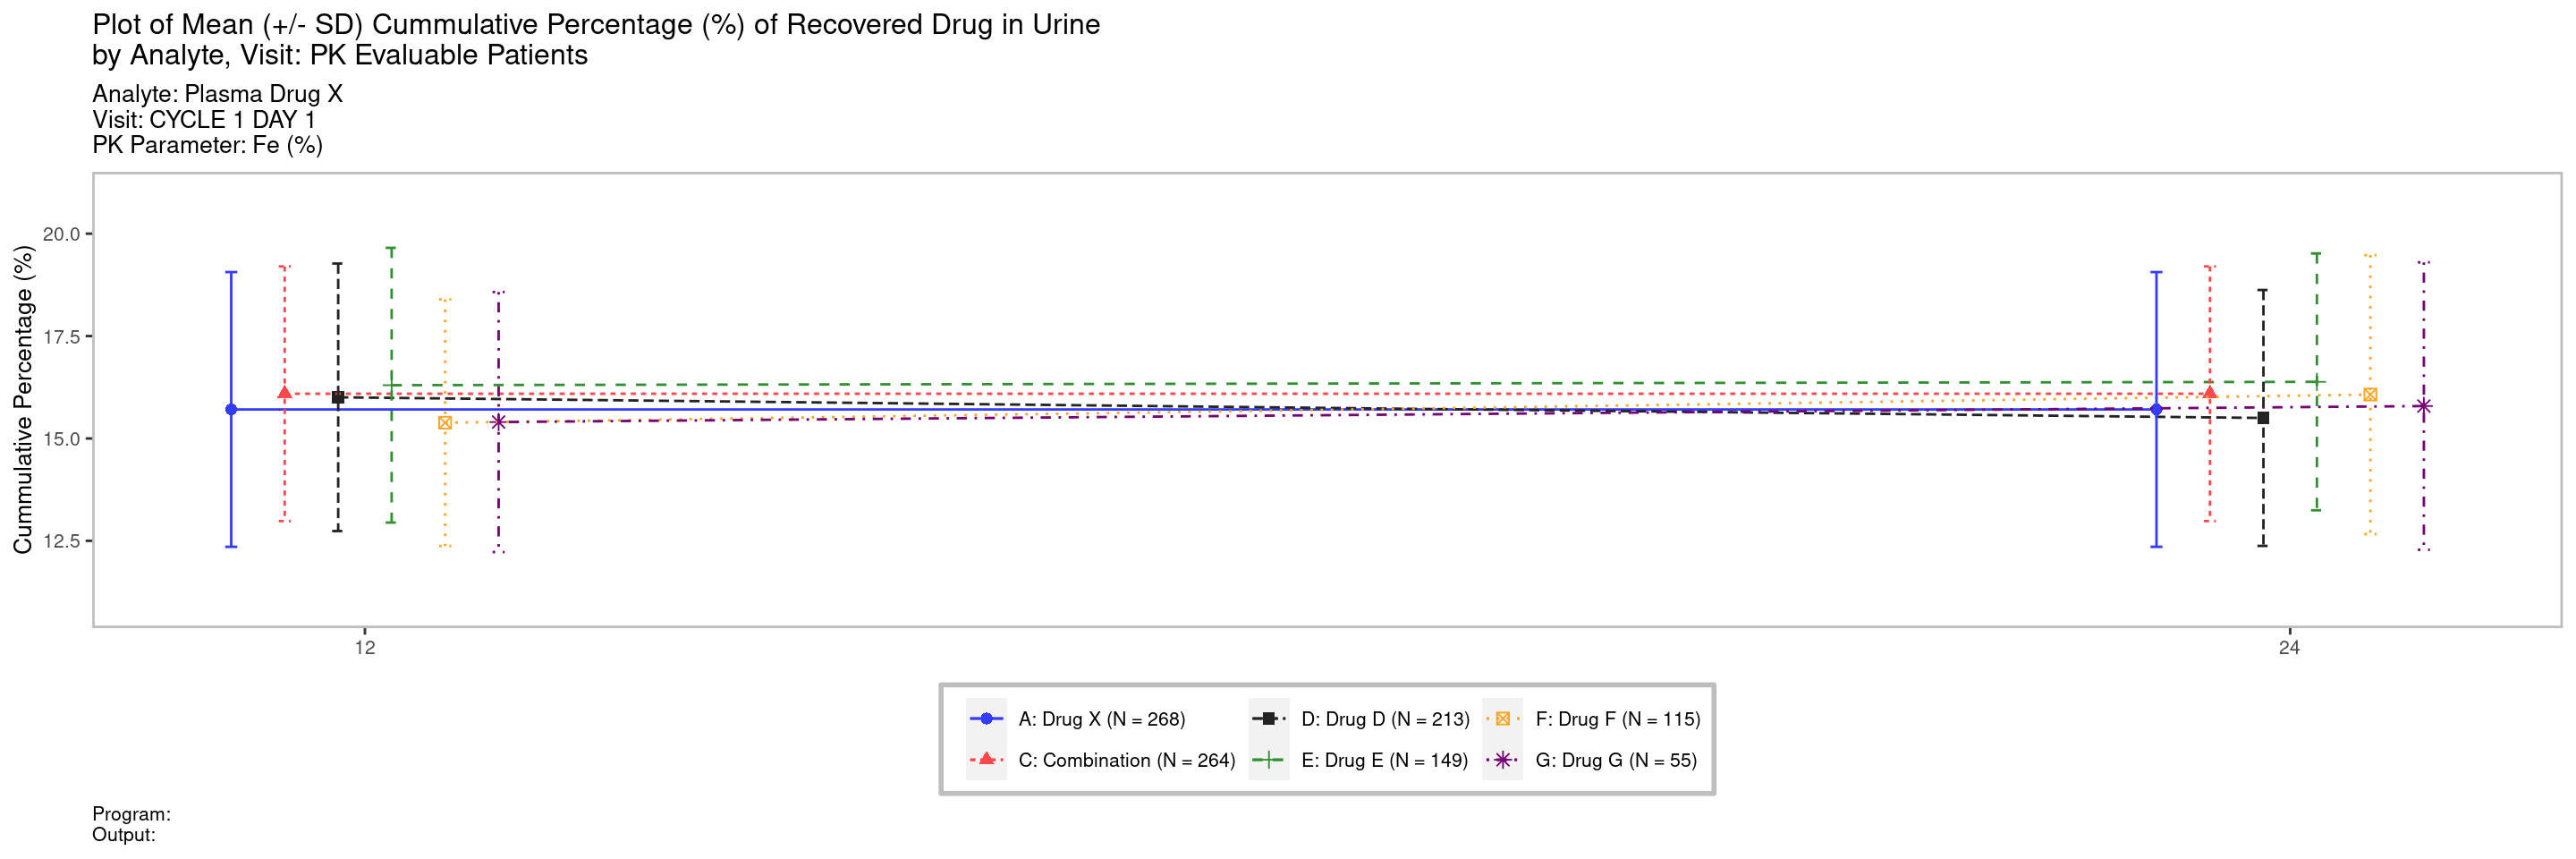 Plot of Mean (+/- SD) Cummulative Percentage (%) of Recovered Drug in Urine
by Analyte, Visit: PK Evaluable Patients
Analyte: Plasma Drug X
Visit: CYCLE 1 DAY 1
PK Parameter: Fe (%)
Cummulative Percentage (%)
20.0
17.5
15.0
12.5
12
24
A: Drug X (N = 268)
D: Drug D (N = 213)
F: Drug F (N = 115)
C: Combination (N = 264)
E: Drug E (N = 149)
G: Drug G (N = 55)
Program:
Output: